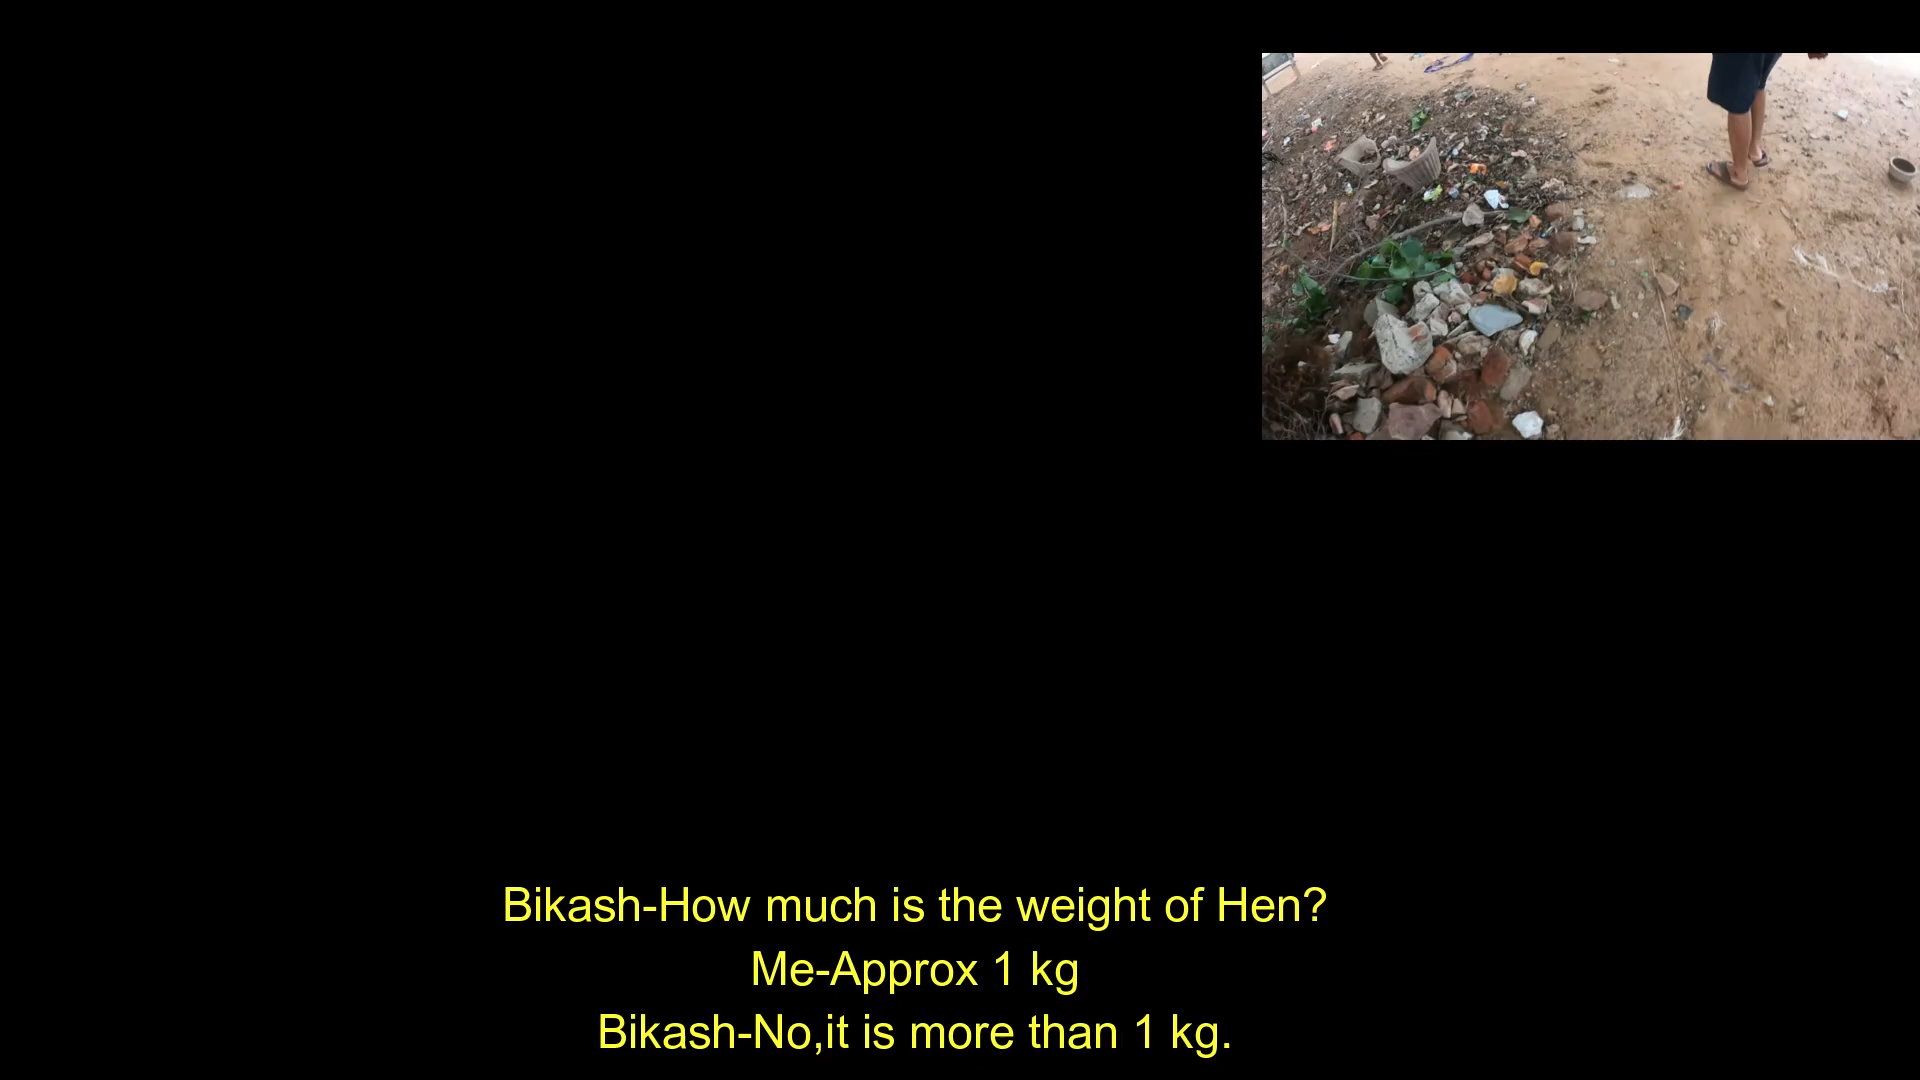 Bikash-How much is the weight of Hen?
Me-Approx 1 kg
Bikash-No,it is more than 1 kg.